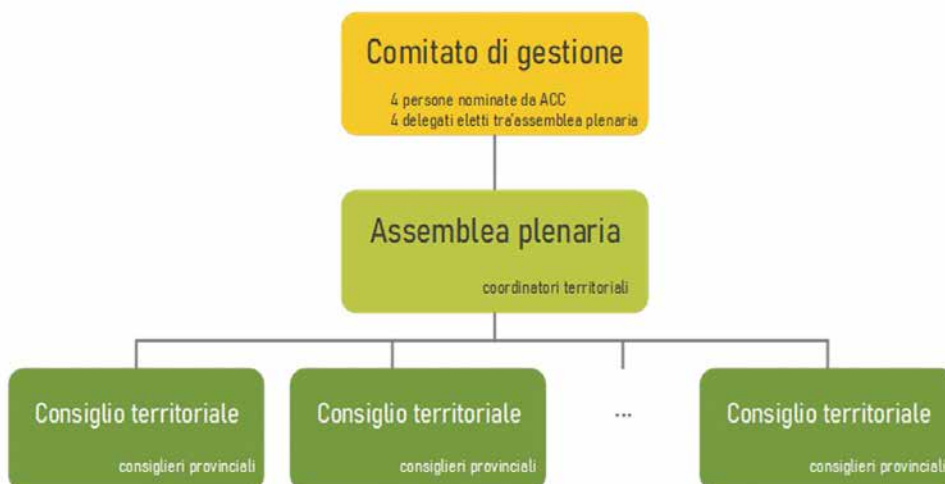 Comitato di gestione
4 persone nominate da ACC
4 delegati eletti tra'assemblea plenaria
Assemblea plenaria
coordinatori territoriali
Consiglio territoriale
consiglieri provinciali
Consiglio territoriale
consiglieri provinciali
...
Consiglio territoriale
consiglieri provinciali